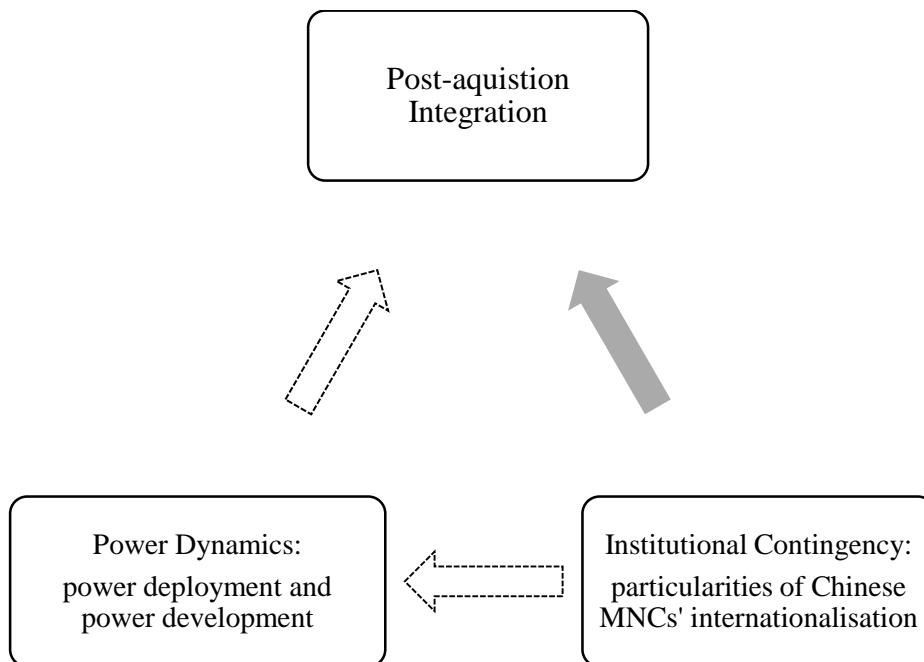 Post-aquistion
Integration
Power Dynamics:
power deployment and
power development
Institutional Contingency:
particularities of Chinese
MNCs' internationalisation